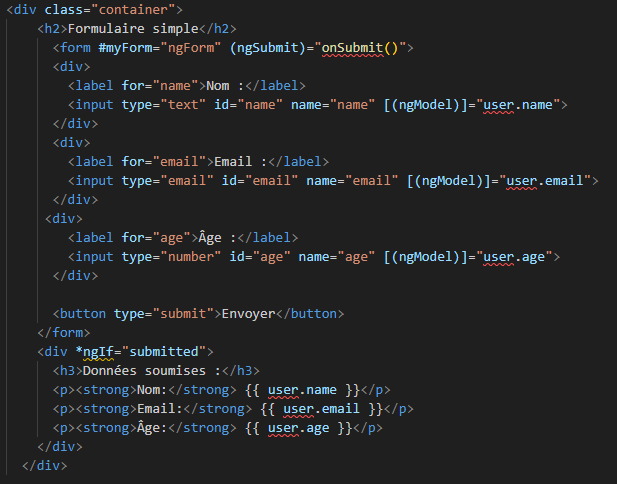 <div class="container">
<h2>Formulaire simple</h2>
<form #myForm="ngForm" (ngSubmit)="onSubmit()">
<div>
<label for="name">Nom :</label>
<input type="text" id="name" name="name" [(ngModel)]="user.name">
</div>
<div>
<label for="email">Email :</label>
<input type="email" id="email" name="email" [(ngModel)]="user.email">
</div>
<div>
<label for="age">Âge :</label>
<input type="number" id="age" name="age" [(ngModel)]="user.age">
</div>
<button type="submit">Envoyer</button>
</form>
<div *ngIf="submitted">
<h3>Données soumises :</h3>
<p><strong>Nom:</strong> {{ user.name }}</p>
<p><strong>Email:</strong> {{ user.email }}</p>
<p><strong>Âge:</strong> {{ user.age }}</p>
</div>
</div>